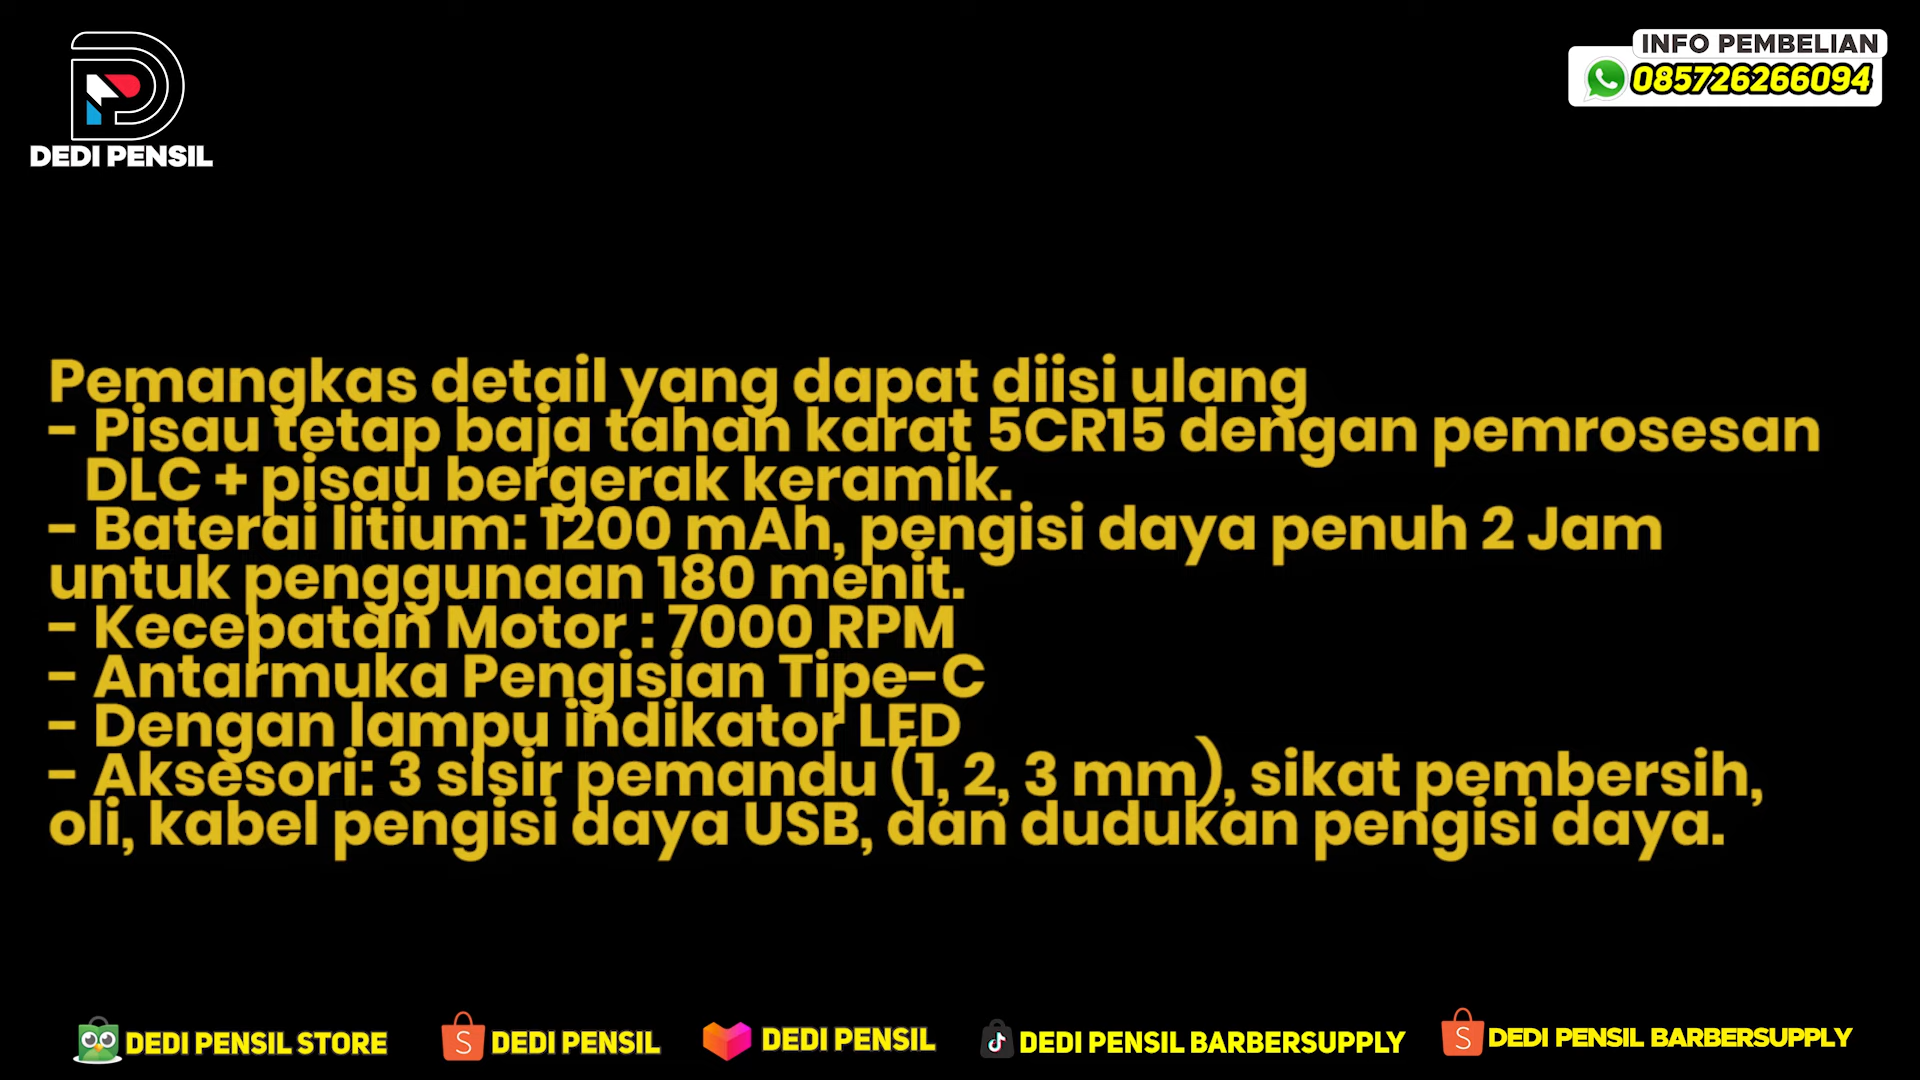 DEDI PENSIL
INFO PEMBELIAN
085726266094
Pemangkas detail yang dapat diisi ulang
- Pisau tetap baja tahan karat 5CR15 dengan pemrosesan
DLC + pisau bergerak keramik.
- Baterai litium: 1200 mAh, pengisi daya penuh 2 Jam
untuk penggunaan 180 menit.
- Kecepatan Motor : 7000 RPM
- Antarmuka Pengisian Tipe-C
- Dengan lampu indikator LED
- Aksesori: 3 sisir pemandu (1, 2, 3 mm), sikat pembersih,
oli, kabel pengisi daya USB, dan dudukan pengisi daya.
DEDI PENSIL STORE
DEDI PENSIL
DEDI PENSIL
DEDI PENSIL BARBERSUPPLY
DEDI PENSIL BARBERSUPPLY